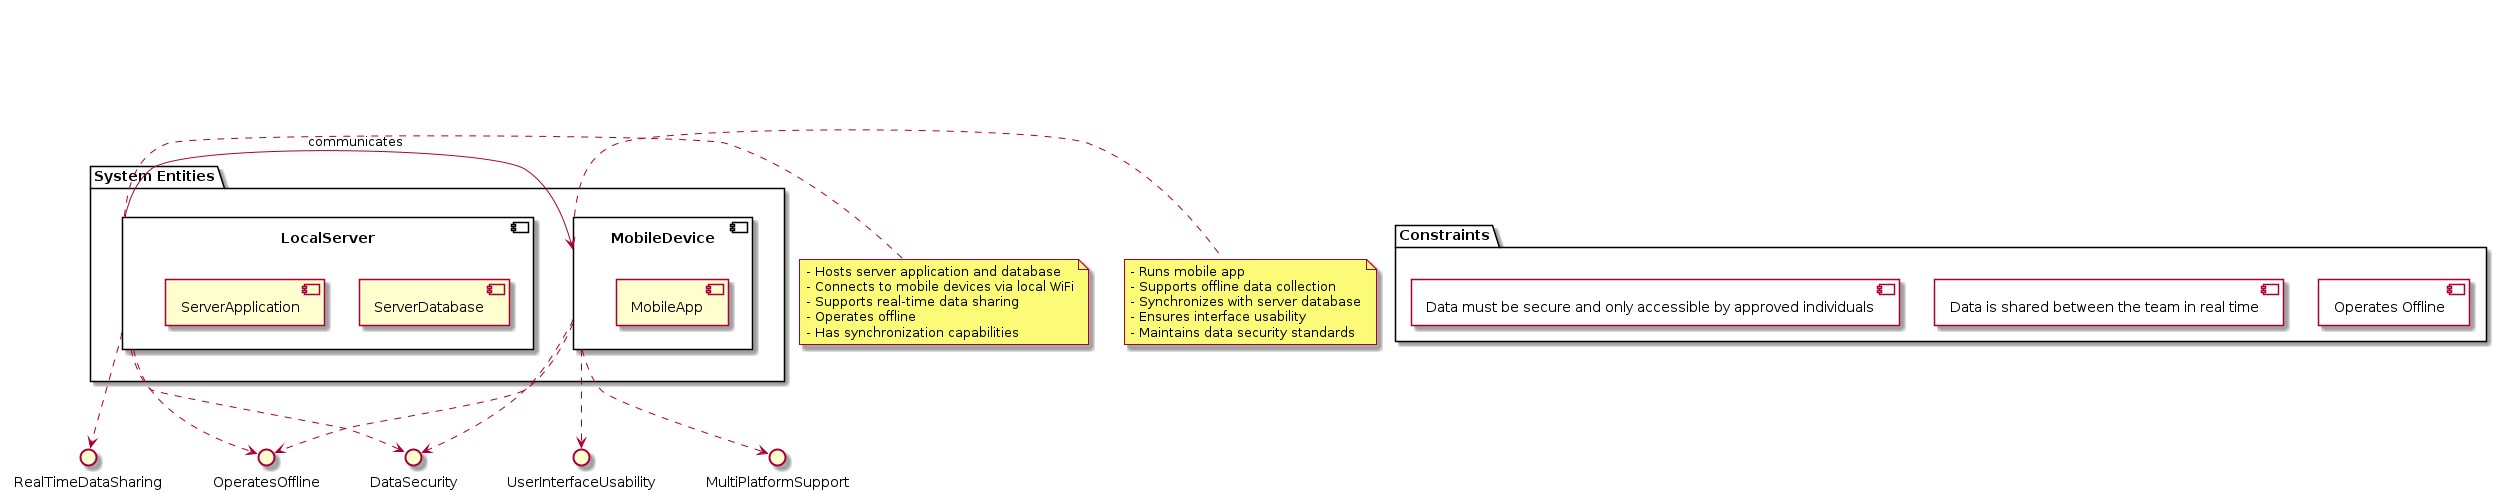 communicates
System Entities
LocalServer
ServerApplication
ServerDatabase
MobileDevice
MobileApp
- Hosts server application and database
- Connects to mobile devices via local WiFi
- Supports real-time data sharing
- Operates offline
- Has synchronization capabilities
- Runs mobile app
- Supports offline data collection
- Synchronizes with server database
- Ensures interface usability
- Maintains data security standards
Constraints
Data must be secure and only accessible by approved individuals
Data is shared between the team in real time
Operates Offline
RealTimeDataSharing
OperatesOffline
DataSecurity
UserInterfaceUsability
MultiPlatformSupport